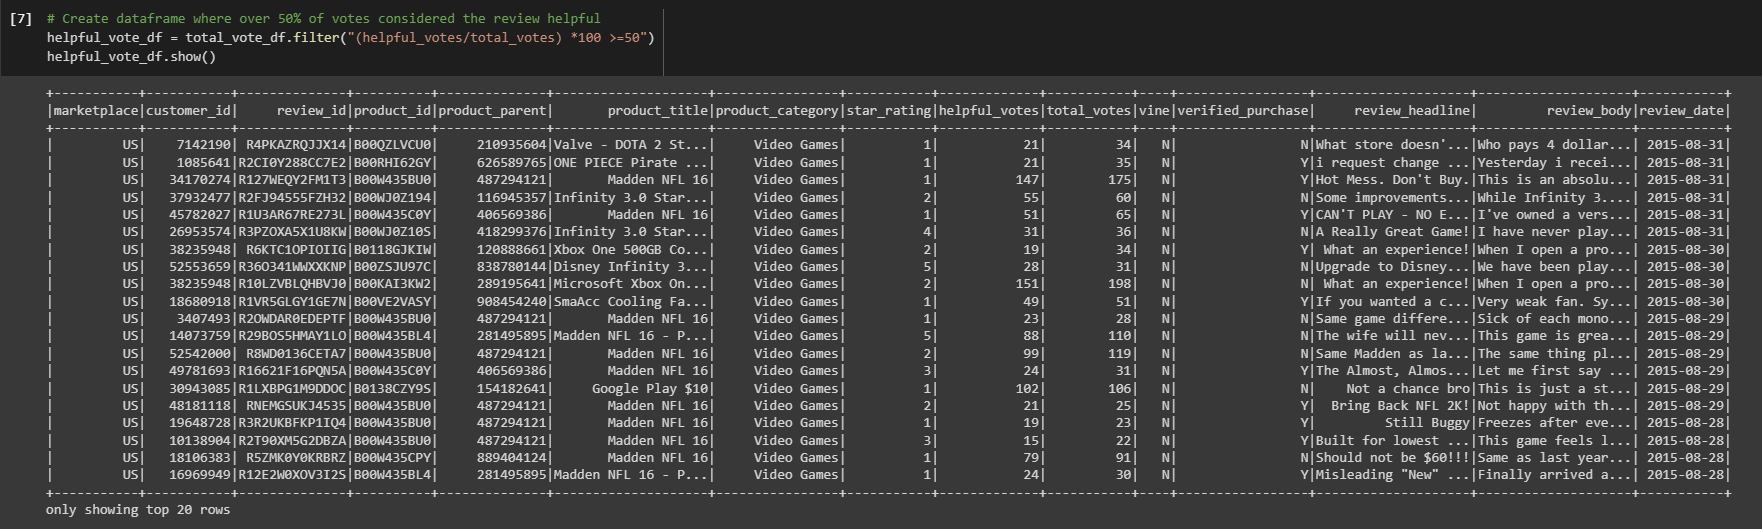 [7] # Create dataframe where over 50% of votes considered the review helpful
helpful_vote_df = total_vote_df.filter("(helpful_votes/total_votes) *100 >=50")
helpful_vote_df.show()
+-----------+-----------+--------------+----------+--------------+--------------------+----------------+-----------+-------------+-----------+----+-----------------+--------------------+--------------------+-----------+
|marketplace|customer_id|     review_id|product_id|product_parent|       product_title|product_category|star_rating|helpful_votes|total_votes|vine|verified_purchase|     review_headline|         review_body|review_date|
+-----------+-----------+--------------+----------+--------------+--------------------+----------------+-----------+-------------+-----------+----+-----------------+--------------------+--------------------+-----------+
|         US|    7142190| R4PKAZRQJJX14|B00QZLVCU0|     210935604|Valve - DOTA 2 St...|     Video Games|          1|           21|         34|   N|                N|What store doesn'...|Who pays 4 dollar...| 2015-08-31|
|         US|    1085641|R2CI0Y288CC7E2|B00RHI62GY|     626589765|ONE PIECE Pirate ...|     Video Games|          1|           21|         35|   N|                Y|i request change ...|Yesterday i recei...| 2015-08-31|
|         US|   34170274|R127WEQY2FM1T3|B00W435BU0|     487294121|       Madden NFL 16|     Video Games|          1|          147|        175|   N|                Y|Hot Mess. Don't Buy.|This is an absolu...| 2015-08-31|
|         US|   37932477|R2FJ94555FZH32|B00WJ0Z194|     116945357|Infinity 3.0 Star...|     Video Games|          2|           55|         60|   N|                N|Some improvements...|While Infinity 3....| 2015-08-31|
|         US|   45782027|R1U3AR67RE273L|B00W435C0Y|     406569386|       Madden NFL 16|     Video Games|          1|           51|         65|   N|                Y|CAN'T PLAY - NO E...|I've owned a vers...| 2015-08-31|
|         US|   26953574|R3PZOXA5X1U8KW|B00WJ0Z10S|     418299376|Infinity 3.0 Star...|     Video Games|          4|           31|         36|   N|                N|A Really Great Game!|I have never play...| 2015-08-31|
|         US|   38235948| R6KTC1OPIOIIG|B0118GJKIW|     120888661|Xbox One 500GB Co...|     Video Games|          2|           19|         34|   N|                Y| What an experience!|When I open a pro...| 2015-08-30|
|         US|   52553659|R36O341WWXXKNP|B00ZSJU97C|     838780144|Disney Infinity 3...|     Video Games|          5|           28|         31|   N|                N|Upgrade to Disney...|We have been play...| 2015-08-30|
|         US|   38235948|R10LZVBLQHBVJ0|B00KAI3KW2|     289195641|Microsoft Xbox On...|     Video Games|          2|          151|        198|   N|                N| What an experience!|When I open a pro...| 2015-08-30|
|         US|   18680918|R1VR5GLGY1GE7N|B00VE2VASY|     908454240|SmaAcc Cooling Fa...|     Video Games|          1|           49|         51|   N|                Y|If you wanted a c...|Very weak fan. Sy...| 2015-08-30|
|         US|    3407493|R2OWDAR0EDEPTF|B00W435BU0|     487294121|       Madden NFL 16|     Video Games|          1|           23|         28|   N|                N|Same game differe...|Sick of each mono...| 2015-08-29|
|         US|   14073759|R29BOS5HMAY1LO|B00W435BL4|     281495895|Madden NFL 16 - P...|     Video Games|          5|           88|        110|   N|                N|The wife will nev...|This game is grea...| 2015-08-29|
|         US|   52542000| R8WD0136CETA7|B00W435BU0|     487294121|       Madden NFL 16|     Video Games|          2|           99|        119|   N|                N|Same Madden as la...|The same thing pl...| 2015-08-29|
|         US|   49781693|R16621F16PQN5A|B00W435C0Y|     406569386|       Madden NFL 16|     Video Games|          3|           24|         31|   N|                Y|The Almost, Almos...|Let me first say ...| 2015-08-29|
|         US|   30943085|R1LXBPG1M9DDOC|B0138CZY9S|     154182641|     Google Play $10|     Video Games|          1|          102|        106|   N|                N|    Not a chance bro|This is just a st...| 2015-08-29|
|         US|   48181118| RNEMGSUKJ4535|B00W435BU0|     487294121|       Madden NFL 16|     Video Games|          2|           21|         25|   N|                Y|  Bring Back NFL 2K!|Not happy with th...| 2015-08-29|
|         US|   19648728|R3R2UKBFKP1IQ4|B00W435BU0|     487294121|       Madden NFL 16|     Video Games|          1|           19|         23|   N|                Y|         Still Buggy|Freezes after eve...| 2015-08-28|
|         US|   10138904|R2T90XM5G2DBZA|B00W435BU0|     487294121|       Madden NFL 16|     Video Games|          3|           15|         22|   N|                Y|Built for lowest ...|This game feels l...| 2015-08-28|
|         US|   18106383| R5ZMK0Y0KRBRZ|B00W435CPY|     889404124|       Madden NFL 16|     Video Games|          1|           79|         91|   N|                N|Should not be $60!!!|Same as last year...| 2015-08-28|
|         US|   16969949|R12E2W0XOV3I2S|B00W435BL4|     281495895|Madden NFL 16 - P...|     Video Games|          1|           24|         30|   N|                Y|Misleading "New" ...|Finally arrived a...| 2015-08-28|
+-----------+-----------+--------------+----------+--------------+--------------------+----------------+-----------+-------------+-----------+----+-----------------+--------------------+--------------------+-----------+
only showing top 20 rows